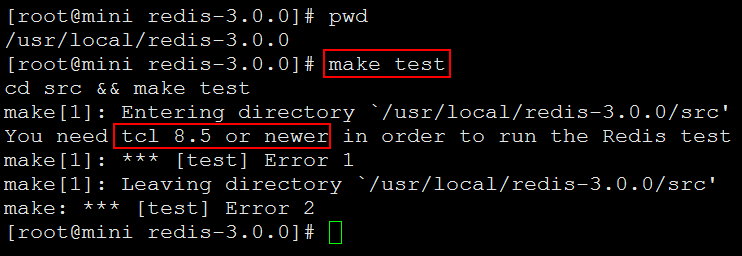 [root@mini redis-3.0.0]# pwd
/usr/local/redis-3.0.0
[root@mini redis-3.0.0]# make test
cd src && make test
make[1]: Entering directory `/usr/local/redis-3.0.0/src'
You need tcl 8.5 or newer in order to run the Redis test
make[1]: *** [test] Error 1
make[1]: Leaving directory `/usr/local/redis-3.0.0/src'
make: *** [test] Error 2
[root@mini redis-3.0.0]#